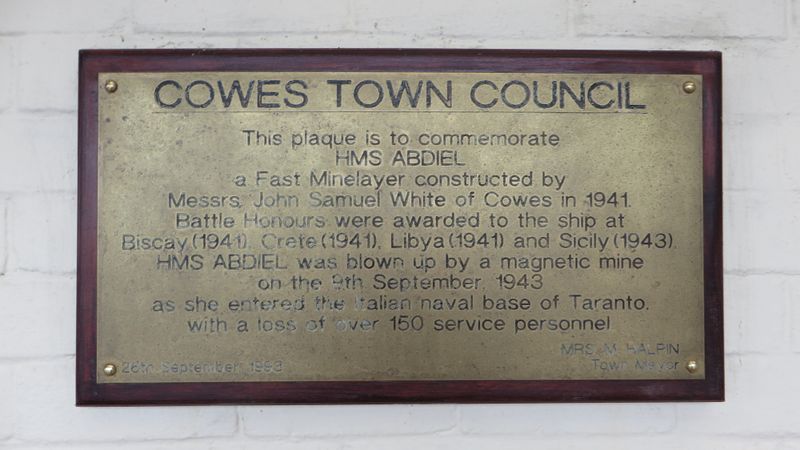 COWES TOWN COUNCIL
This plaque is to commemorate
HMS ABDIEL
a Fast Minelayer constructed by
Messrs. John Samuel White of Cowes in 1941.
Battle Honours were awarded to the ship at
Biscay (1941), Crete (1941), Libya (1941) and Sicily (1943).
HMS ABDIEL was blown up by a magnetic mine
on the 9th September, 1943
as she entered the Italian naval base of Taranto,
with a loss of over 150 service personnel
MRS. M. HALPIN
26th September, 1993
Town Mayor